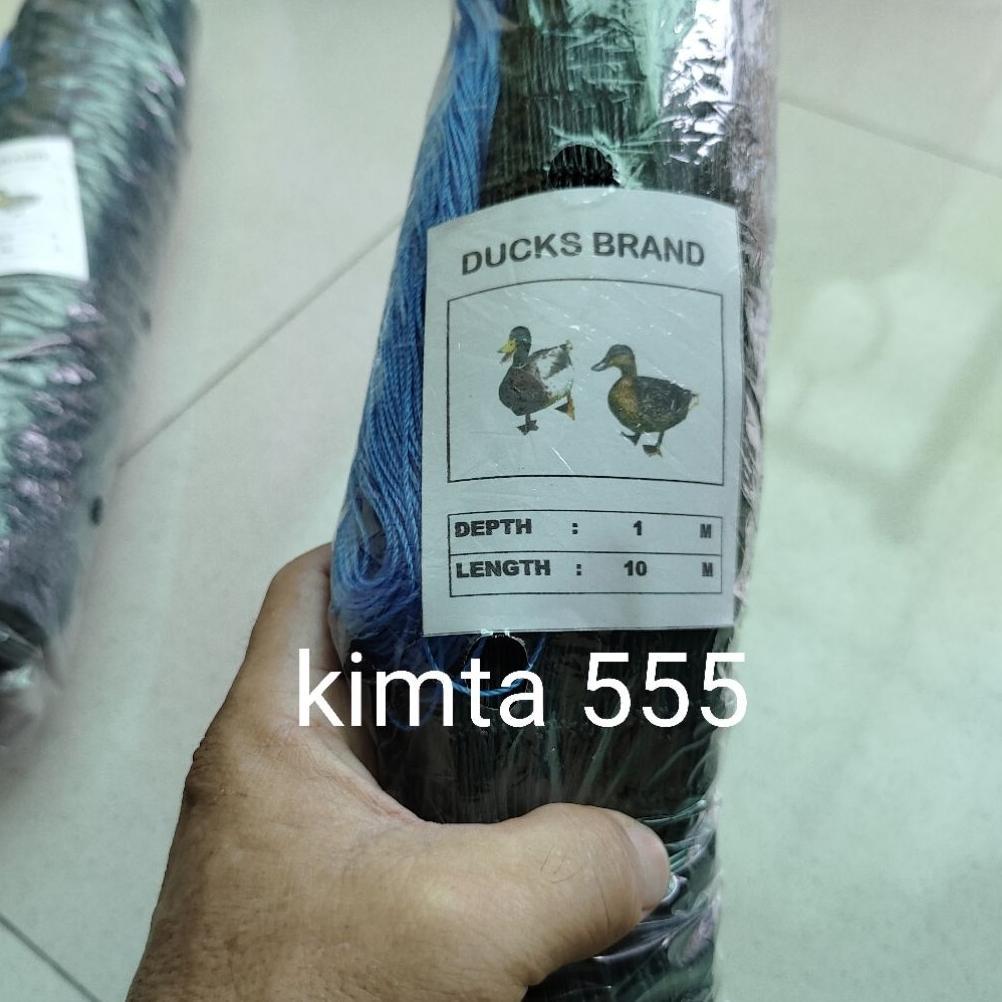 DUCKS BRAND
DEPTH : 1 M
LENGTH : 10 M
kimta 555